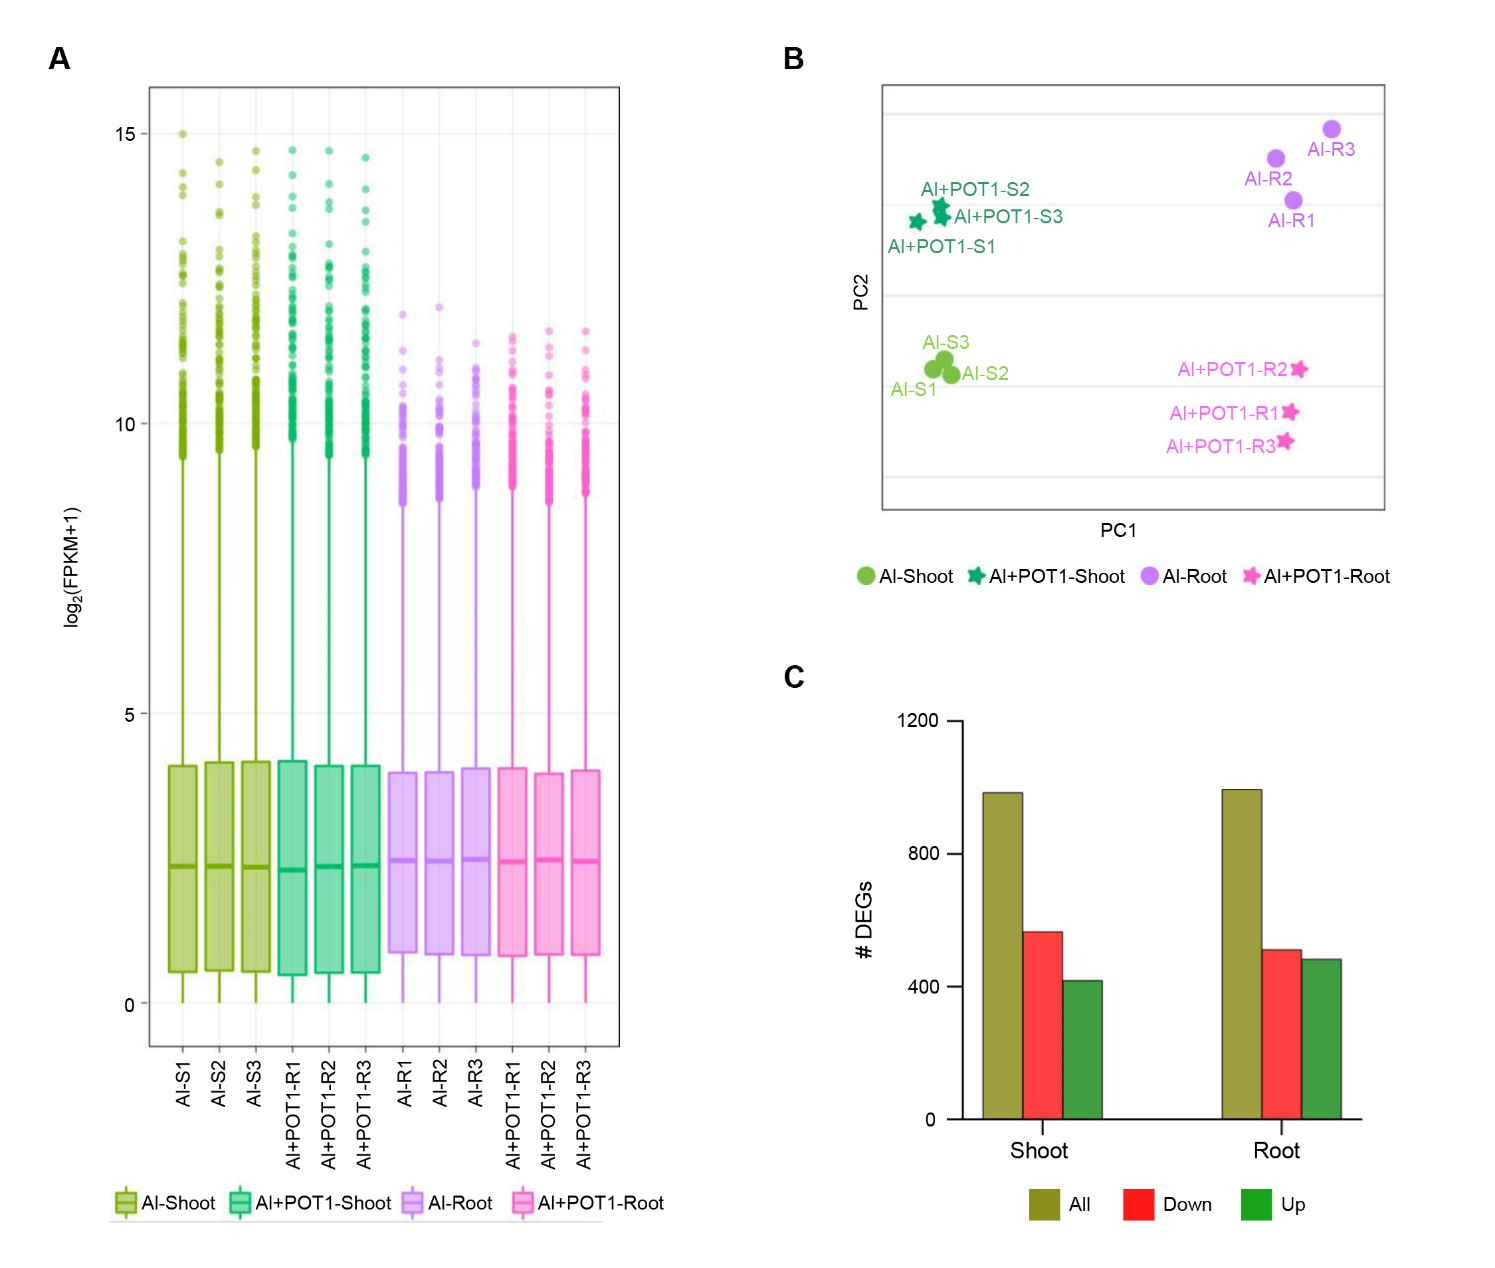 A
15
10
5
0
log2(FPKM+1)
Al-S1
Al-S2
Al-S3
Al+POT1-R1
Al+POT1-R2
Al+POT1-R3
Al-R1
Al-R2
Al-R3
Al+POT1-R1
Al+POT1-R2
Al+POT1-R3
Al-Shoot Al+POT1-Shoot Al-Root Al+POT1-Root
B
Al-R3
Al-R2
Al-R1
Al+POT1-S2
Al+POT1-S3
Al+POT1-S1
Al-S3
Al-S2
Al-S1
Al+POT1-R2
Al+POT1-R1
Al+POT1-R3
PC2
PC1
Al-Shoot Al+POT1-Shoot Al-Root Al+POT1-Root
C
1200
800
400
0
# DEGs
Shoot Root
All Down Up